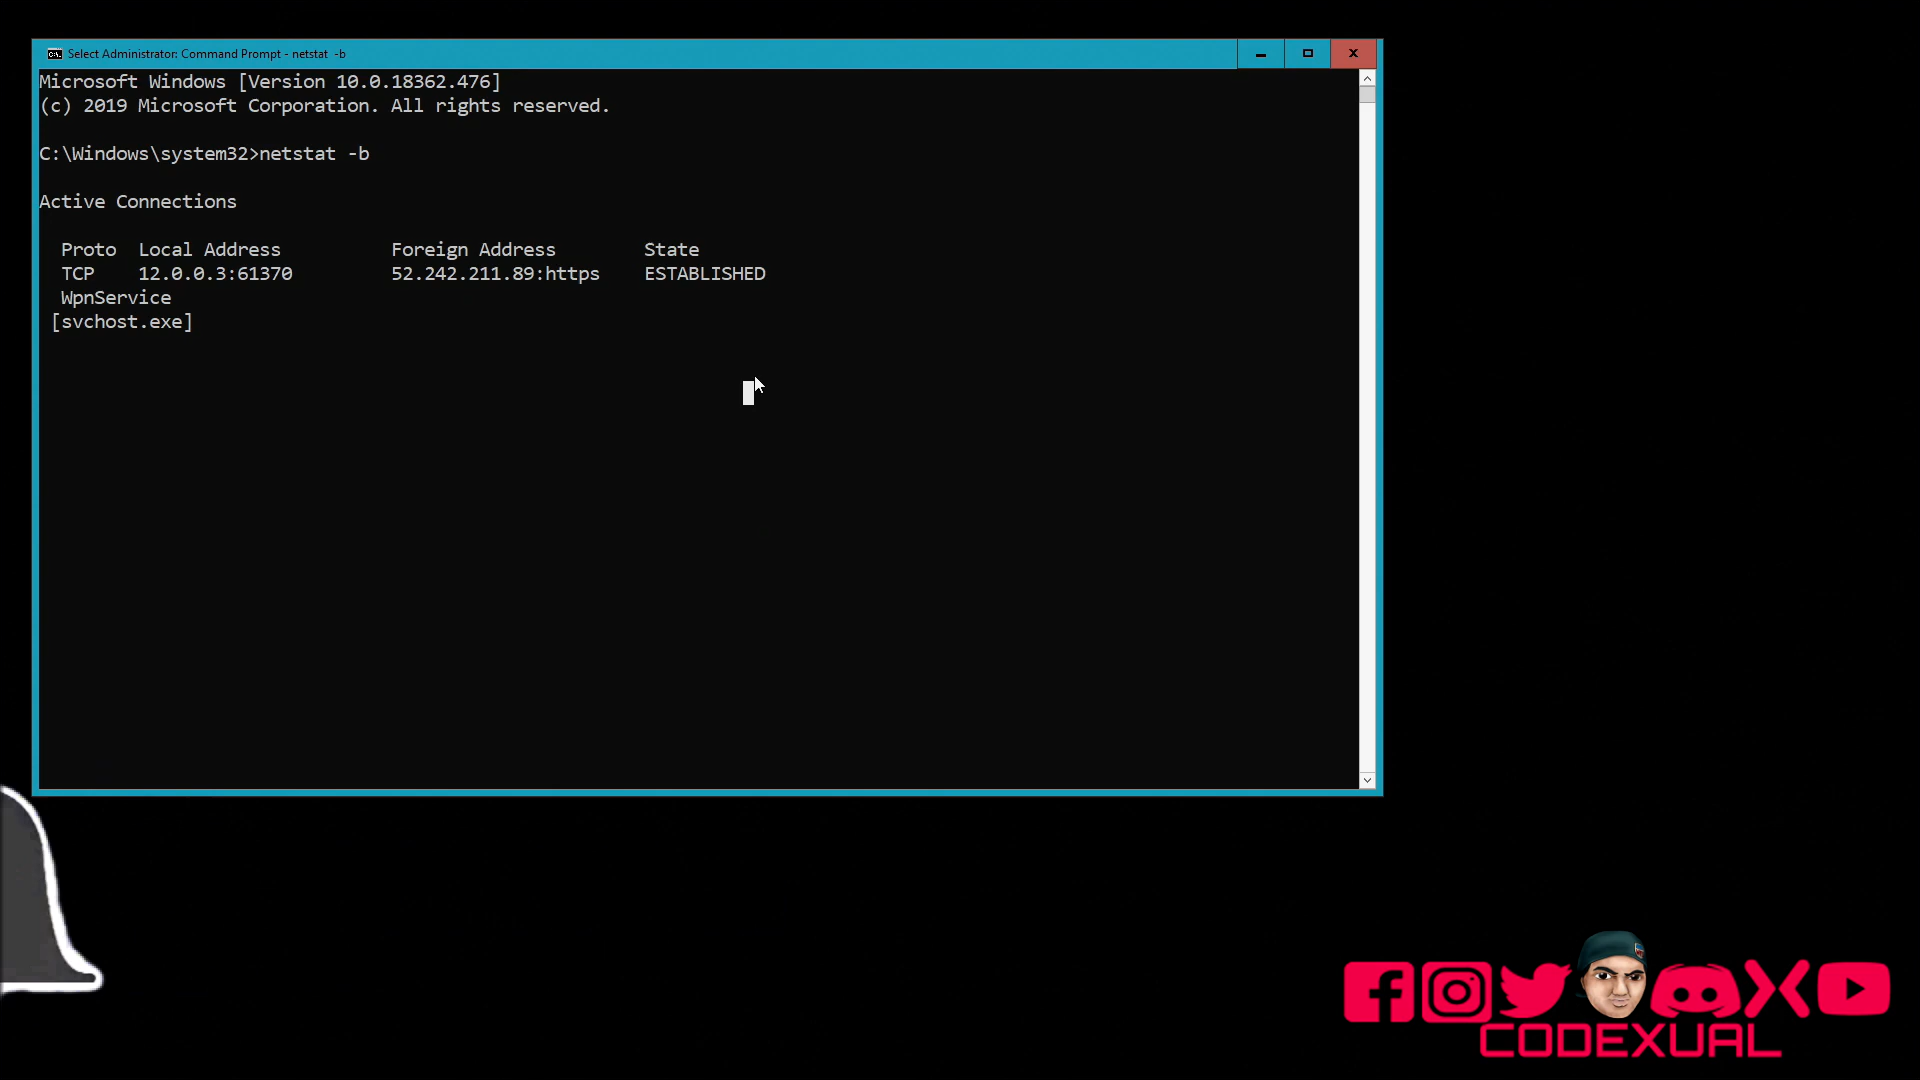 Select Administrator: Command Prompt - netstat  -b
Microsoft Windows [Version 10.0.18362.476]
(c) 2019 Microsoft Corporation. All rights reserved.
C:\Windows\system32>netstat -b
Active Connections
  Proto  Local Address          Foreign Address        State
  TCP    12.0.0.3:61370         52.242.211.89:https    ESTABLISHED
  WpnService
 [svchost.exe]
CODEXUAL